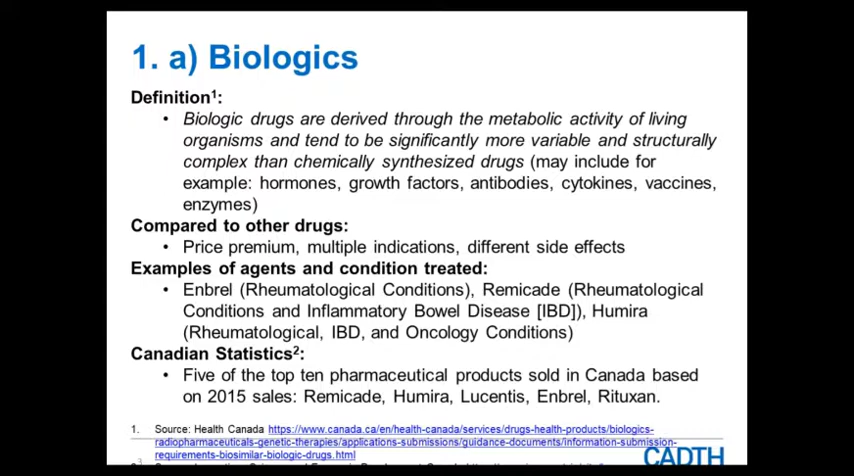 1. a) Biologics
Definition1:
• Biologic drugs are derived through the metabolic activity of living
organisms and tend to be significantly more variable and structurally
complex than chemically synthesized drugs (may include for
example: hormones, growth factors, antibodies, cytokines, vaccines,
enzymes)
Compared to other drugs:
• Price premium, multiple indications, different side effects
Examples of agents and condition treated:
• Enbrel (Rheumatological Conditions), Remicade (Rheumatological
Conditions and Inflammatory Bowel Disease [IBD]), Humira
(Rheumatological, IBD, and Oncology Conditions)
Canadian Statistics2:
• Five of the top ten pharmaceutical products sold in Canada based
on 2015 sales: Remicade, Humira, Lucentis, Enbrel, Rituxan.
1. Source: Health Canada https://www.canada.ca/en/health-canada/services/drugs-health-products/biologics-
radiopharmaceuticals-genetic-therapies/applications-submissions/guidance-documents/information-submission-
requirements-biosimilar-biologic-drugs.html
3
CADTH